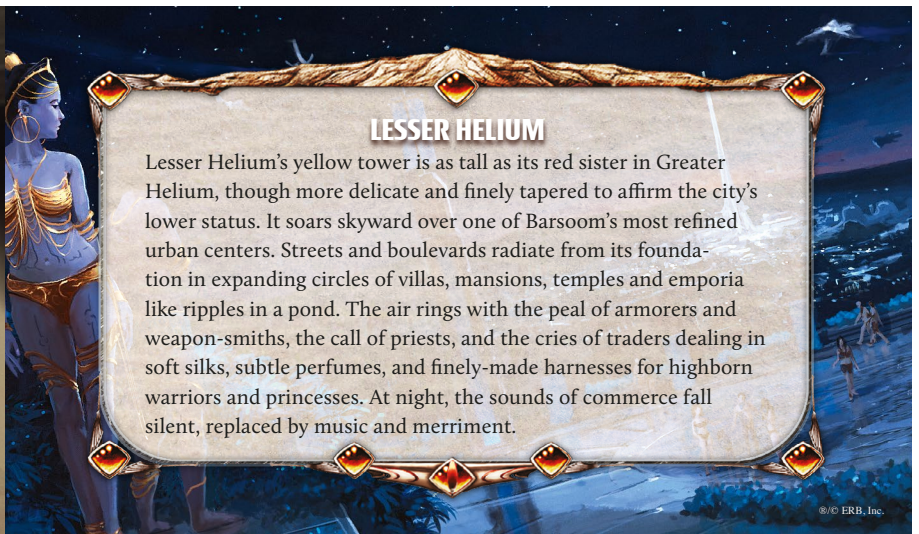 LESSER HELIUM
Lesser Helium’s yellow tower is as tall as its red sister in Greater
Helium, though more delicate and finely tapered to affirm the city’s
lower status. It soars skyward over one of Barsoom’s most refined
urban centers. Streets and boulevards radiate from its founda-
tion in expanding circles of villas, mansions, temples and emporia
like ripples in a pond. The air rings with the peal of armorers and
weapon-smiths, the call of priests, and the cries of traders dealing in
soft silks, subtle perfumes, and finely-made harnesses for highborn
warriors and princesses. At night, the sounds of commerce fall
silent, replaced by music and merriment.
®/© ERB, Inc.